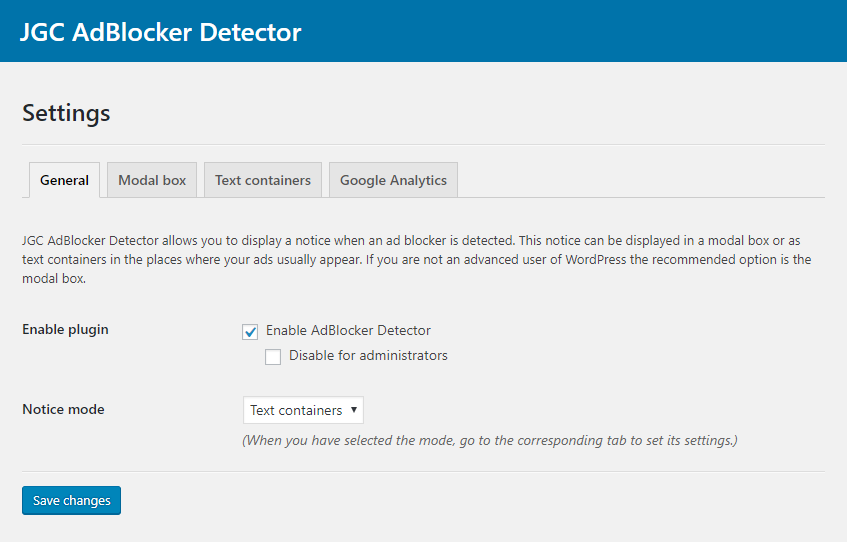 JGC AdBlocker Detector
Settings
General
Modal box
Text containers
Google Analytics
JGC AdBlocker Detector allows you to display a notice when an ad blocker is detected. This notice can be displayed in a modal box or as
text containers in the places where your ads usually appear. If you are not an advanced user of WordPress the recommended option is the
modal box.
Enable plugin
Enable AdBlocker Detector
Disable for administrators
Notice mode
Text containers
(When you have selected the mode, go to the corresponding tab to set its settings.)
Save changes